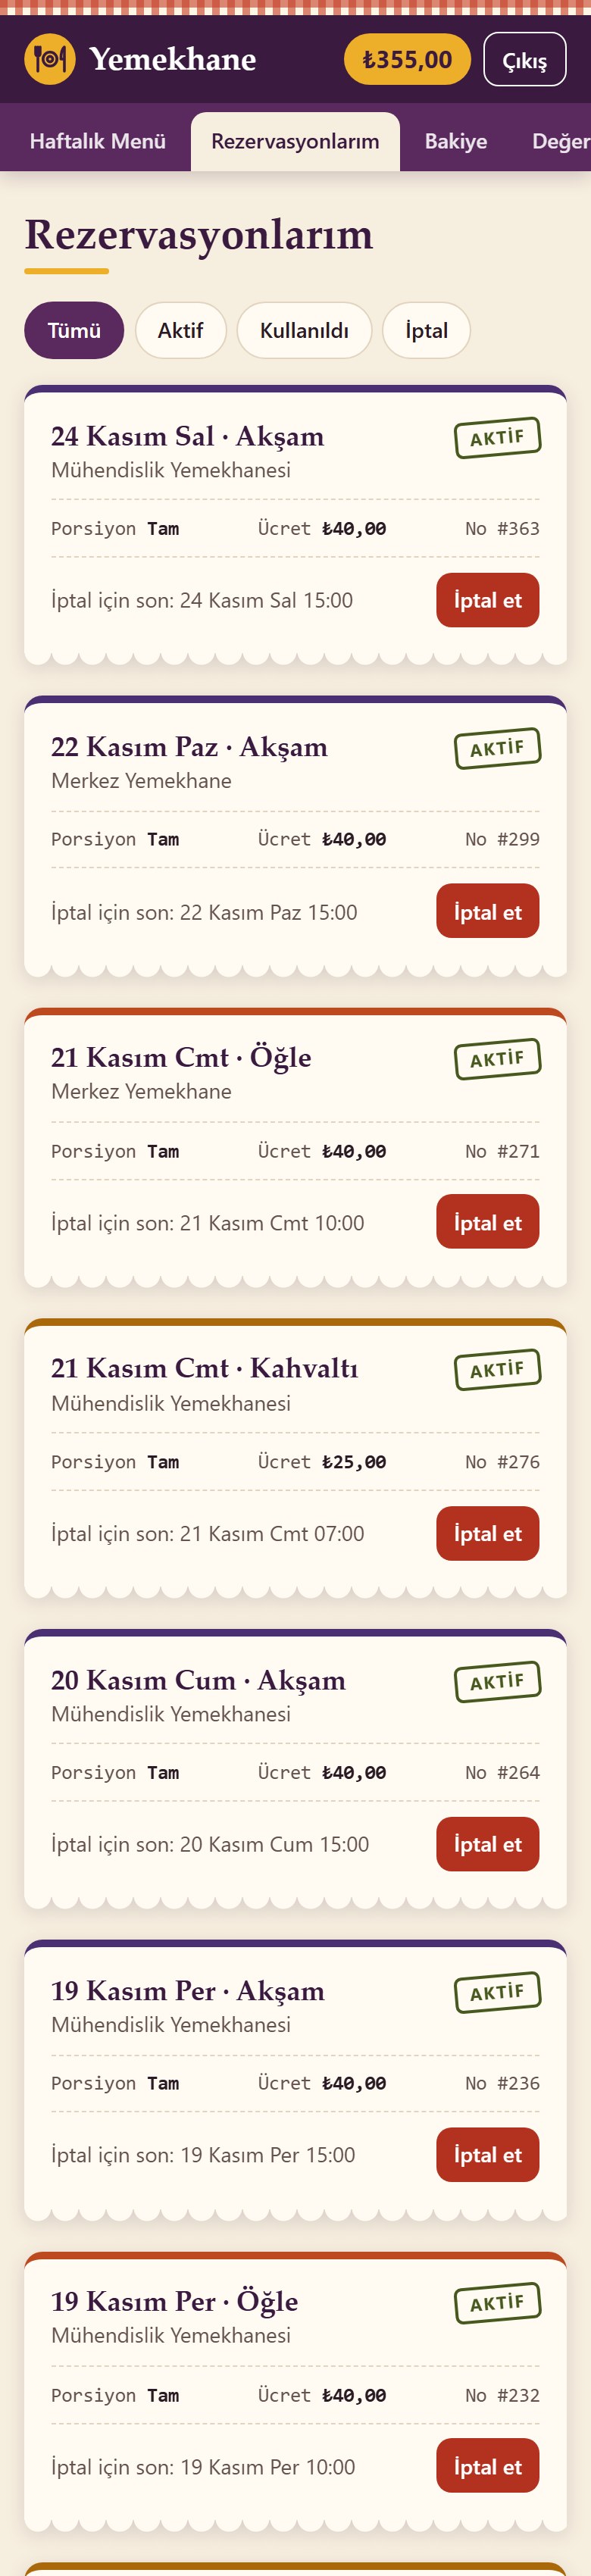 Yemekhane
₺355,00
Çıkış
Haftalık Menü
Rezervasyonlarım
Bakiye
Değer
Rezervasyonlarım
Tümü
Aktif
Kullanıldı
İptal
24 Kasım Sal · Akşam
AKTİF
Mühendislik Yemekhanesi
Porsiyon Tam Ücret ₺40,00 No #363
İptal için son: 24 Kasım Sal 15:00
İptal et
22 Kasım Paz · Akşam
AKTİF
Merkez Yemekhane
Porsiyon Tam Ücret ₺40,00 No #299
İptal için son: 22 Kasım Paz 15:00
İptal et
21 Kasım Cmt · Öğle
AKTİF
Merkez Yemekhane
Porsiyon Tam Ücret ₺40,00 No #271
İptal için son: 21 Kasım Cmt 10:00
İptal et
21 Kasım Cmt · Kahvaltı
AKTİF
Mühendislik Yemekhanesi
Porsiyon Tam Ücret ₺25,00 No #276
İptal için son: 21 Kasım Cmt 07:00
İptal et
20 Kasım Cum · Akşam
AKTİF
Mühendislik Yemekhanesi
Porsiyon Tam Ücret ₺40,00 No #264
İptal için son: 20 Kasım Cum 15:00
İptal et
19 Kasım Per · Akşam
AKTİF
Mühendislik Yemekhanesi
Porsiyon Tam Ücret ₺40,00 No #236
İptal için son: 19 Kasım Per 15:00
İptal et
19 Kasım Per · Öğle
AKTİF
Mühendislik Yemekhanesi
Porsiyon Tam Ücret ₺40,00 No #232
İptal için son: 19 Kasım Per 10:00
İptal et